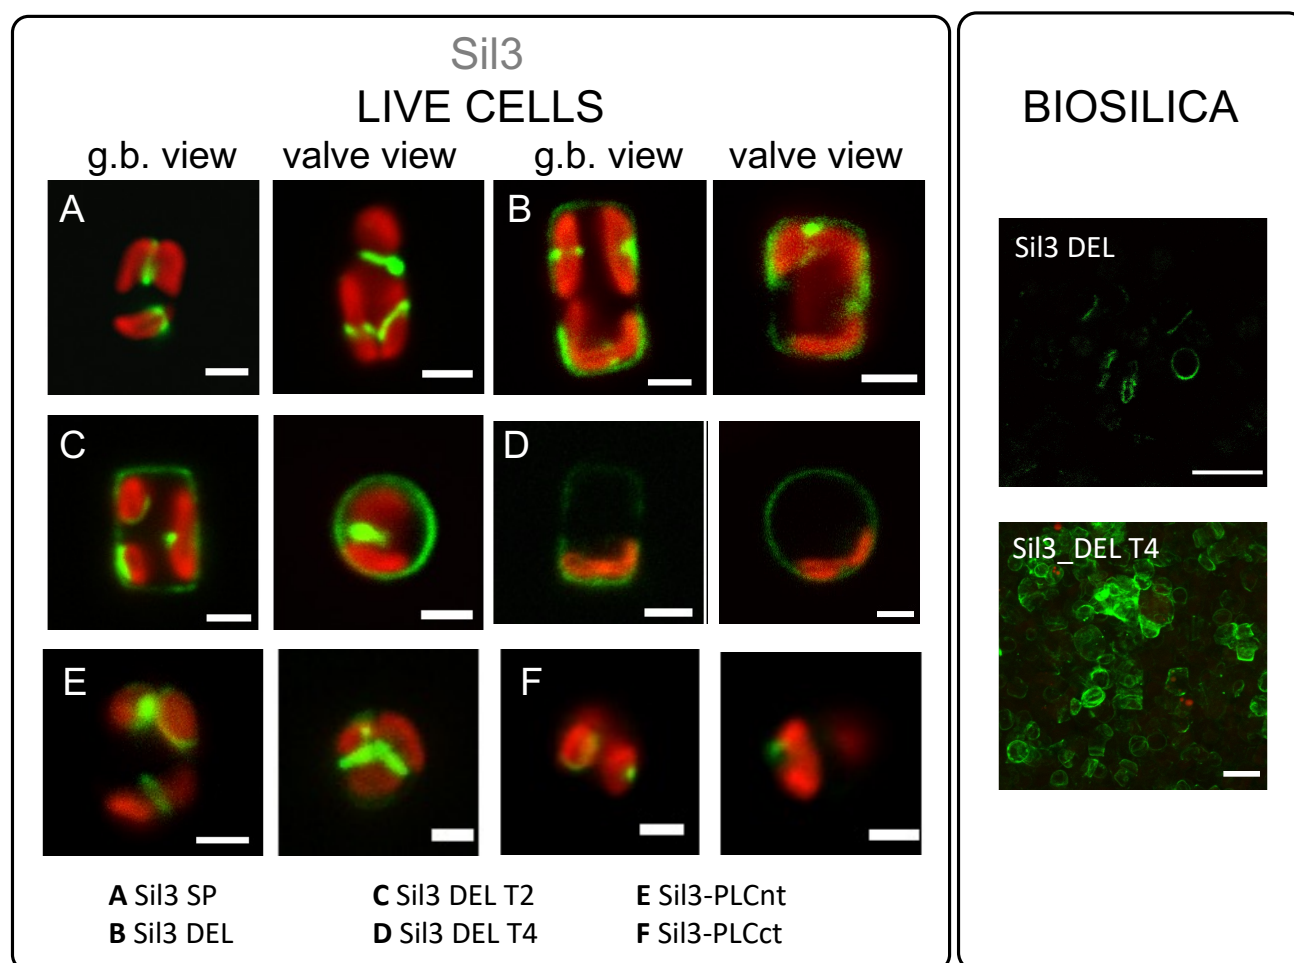 Sil3
LIVE CELLS
g.b. view valve view g.b. view valve view
A
B
C
D
E
F
A Sil3 SP
C Sil3 DEL T2
E Sil3-PLCnt
B Sil3 DEL
D Sil3 DEL T4
F Sil3-PLCct
BIOSILICA
Sil3 DEL
Sil3_DEL T4